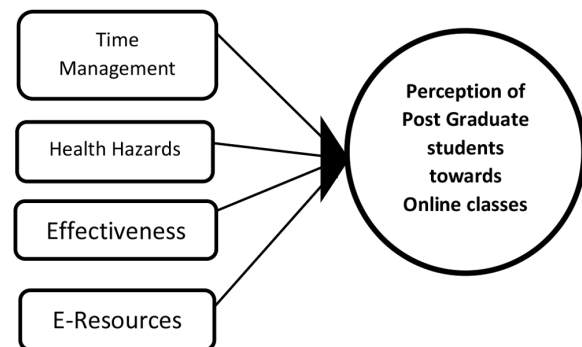 Time
Management
Health Hazards
Effectiveness
E-Resources
Perception of
Post Graduate
students
towards
Online classes